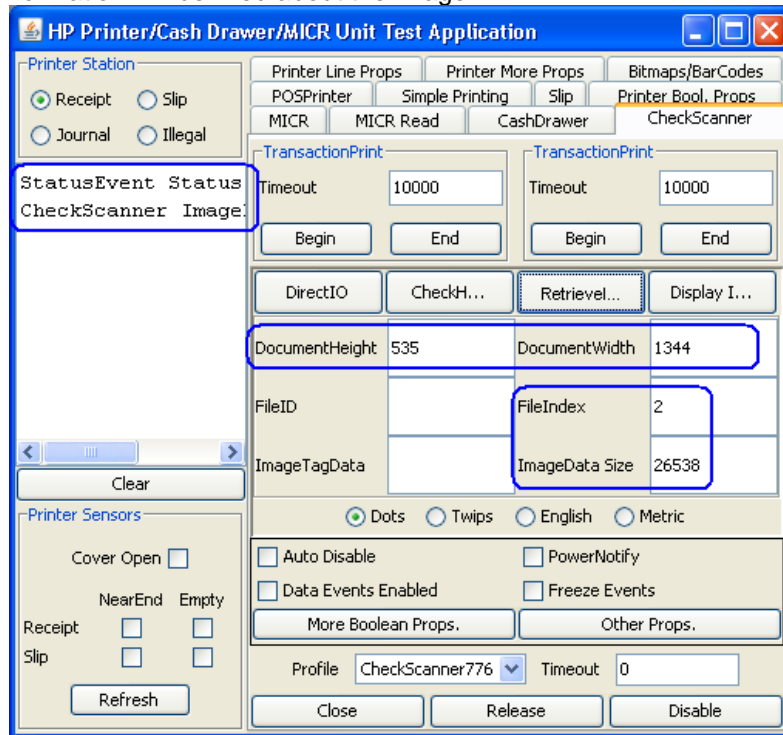 HP Printer/Cash Drawer/MICR Unit Test Application
Printer Station
Receipt Slip
Journal Illegal
StatusEvent Status
CheckScanner Image
Clear
Printer Sensors
Cover Open
NearEnd Empty
Receipt
Slip
Refresh
Printer Line Props Printer More Props Bitmaps/BarCodes
POSPrinter Simple Printing Slip Printer Bool. Props
MICR MICR Read CashDrawer CheckScanner
TransactionPrint TransactionPrint
Timeout 10000 Timeout 10000
Begin End Begin End
DirectIO CheckH... Retrievel... Display I...
DocumentHeight 535 DocumentWidth 1344
FileID FileIndex 2
ImageTagData ImageData Size 26538
Dots Twips English Metric
Auto Disable PowerNotify
Data Events Enabled Freeze Events
More Boolean Props. Other Props.
Profile CheckScanner776 Timeout 0
Close Release Disable